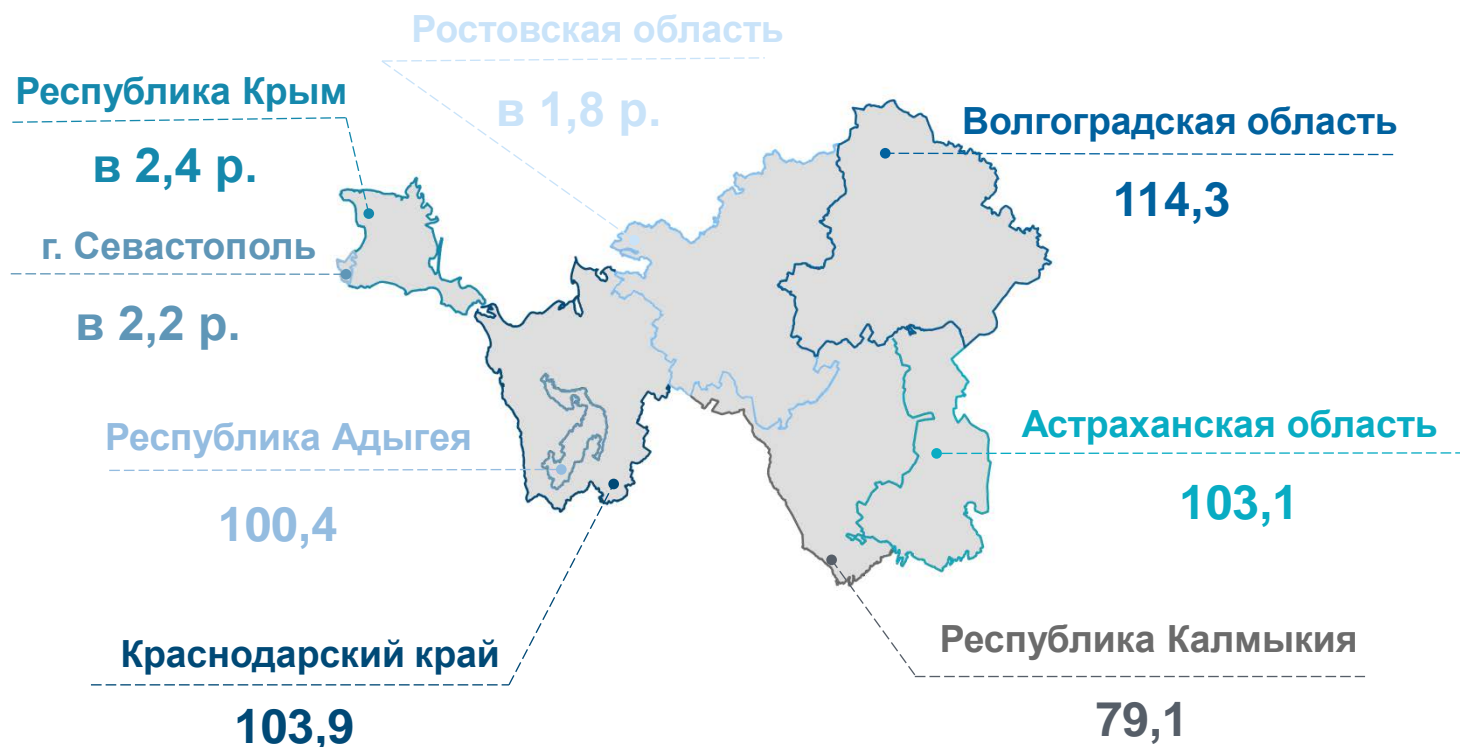 Ростовская область
в 1,8 р.
Республика Крым
в 2,4 р.
Волгоградская область
114,3
г. Севастополь
в 2,2 р.
Республика Адыгея
100,4
Астраханская область
103,1
Краснодарский край
103,9
Республика Калмыкия
79,1